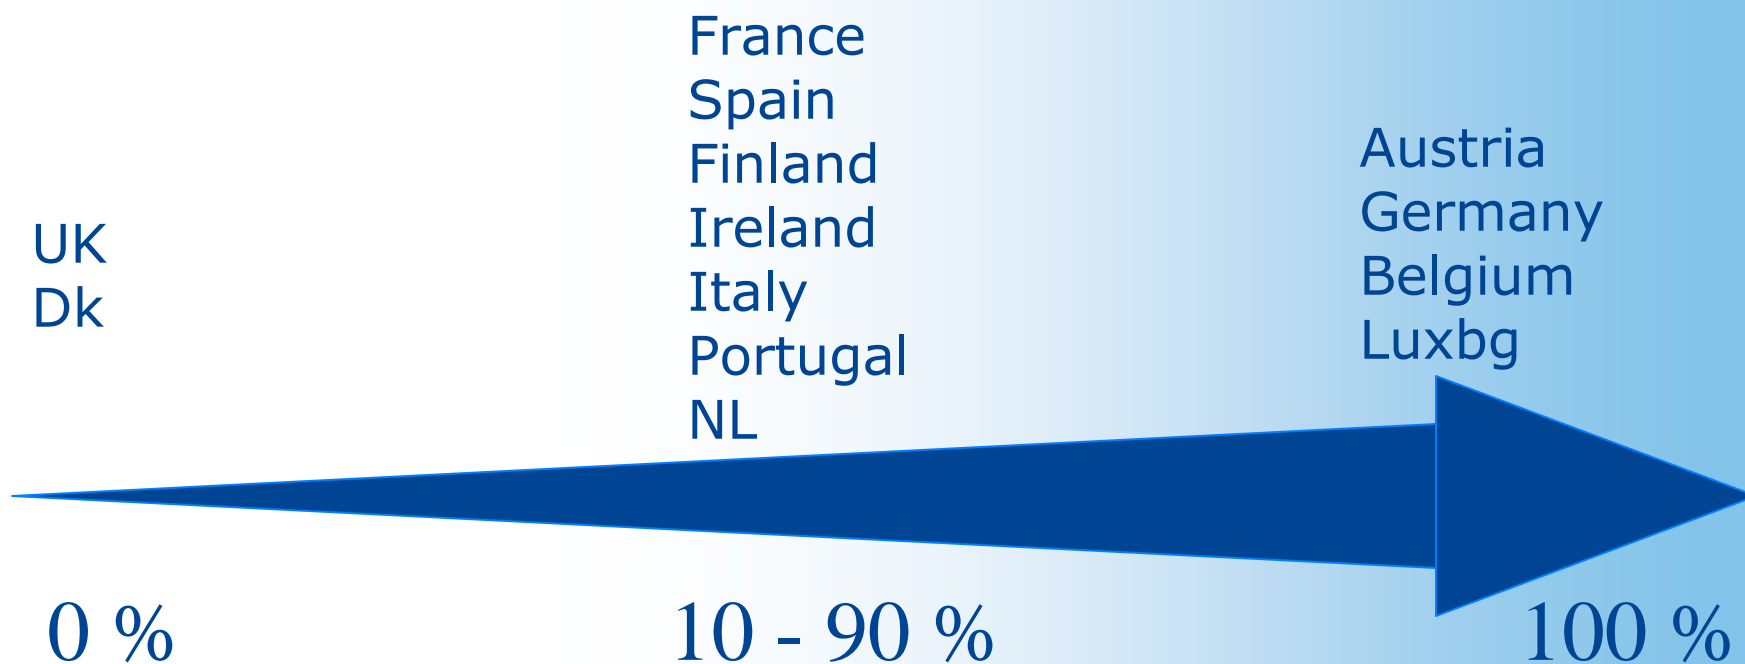 UK
Dk
France
Spain
Finland
Ireland
Italy
Portugal
NL
Austria
Germany
Belgium
Luxbg
0 %
10 - 90 %
100 %